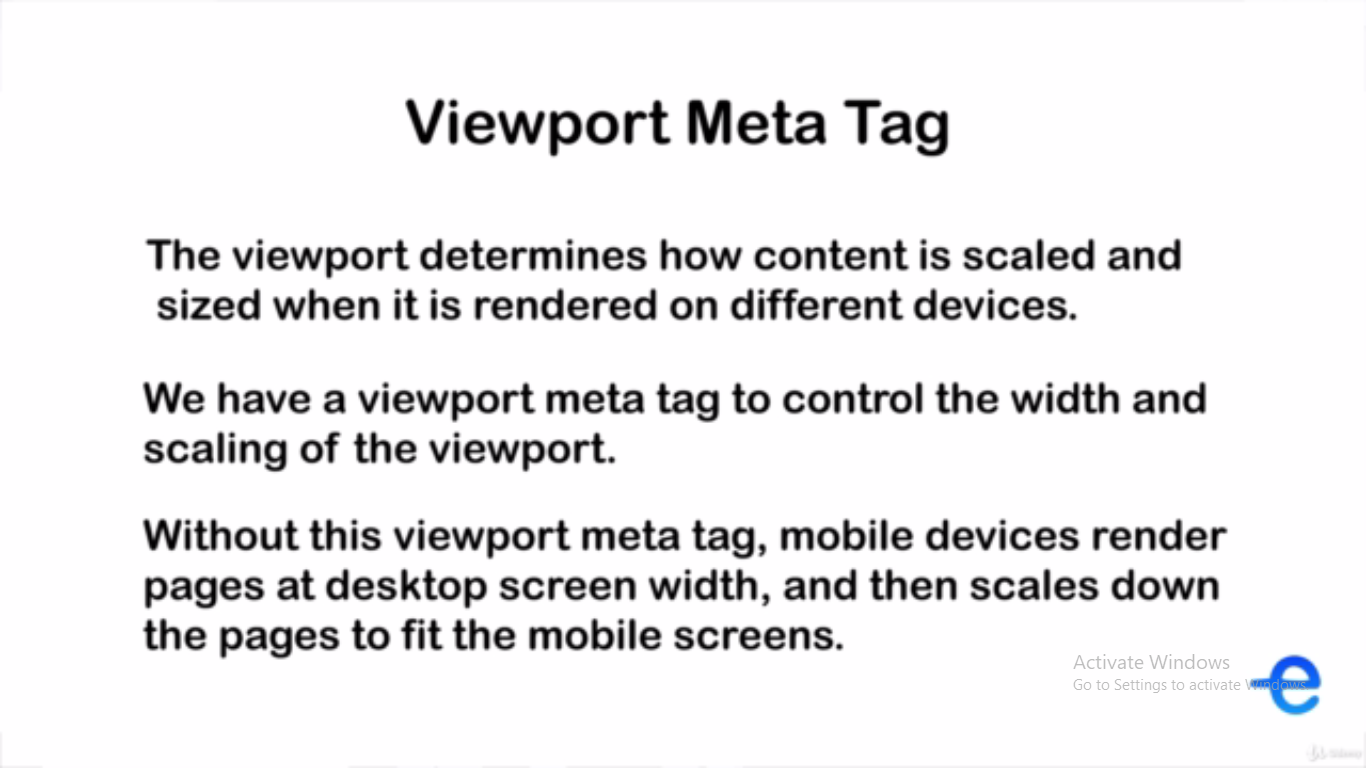 Viewport Meta Tag
The viewport determines how content is scaled and
sized when it is rendered on different devices.
We have a viewport meta tag to control the width and
scaling of the viewport.
Without this viewport meta tag, mobile devices render
pages at desktop screen width, and then scales down
the pages to fit the mobile screens.
Activate Windows
Go to Settings to activate Windows.
Udemy